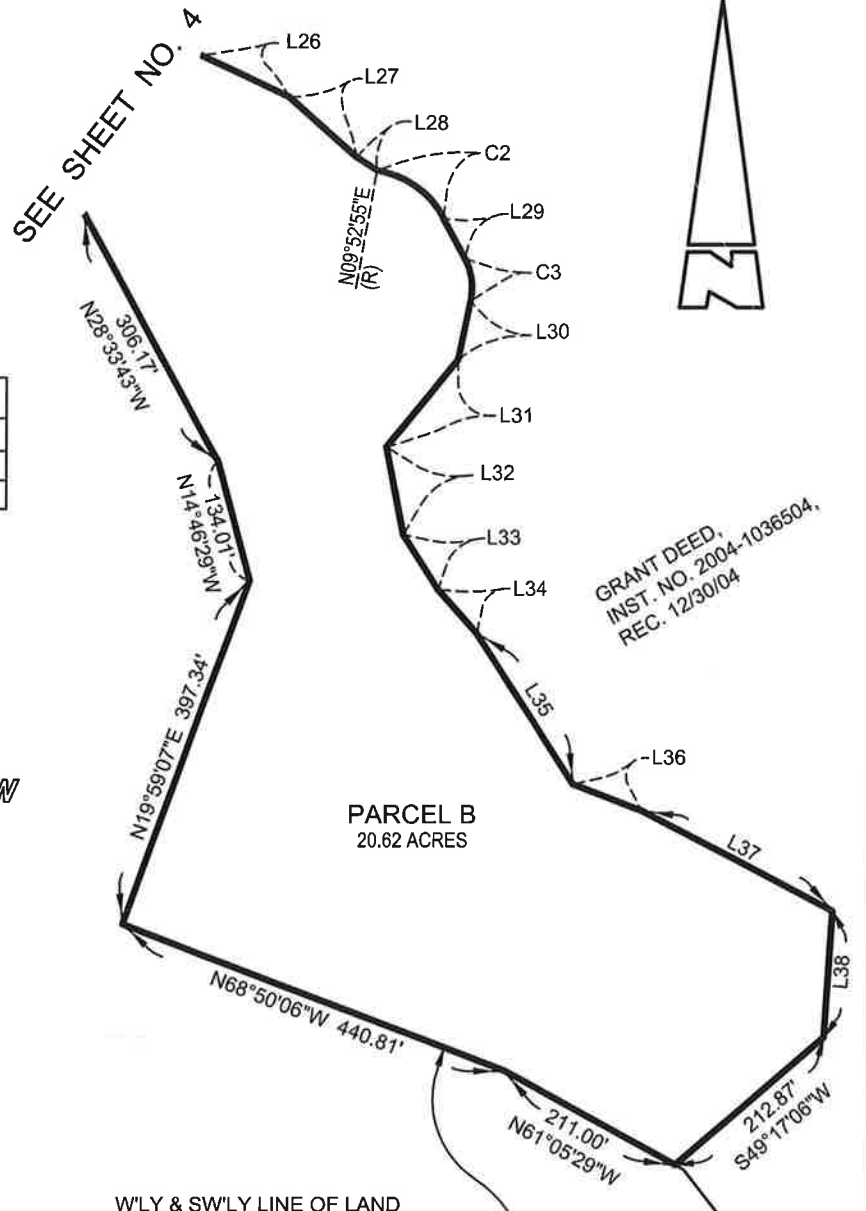 SEE SHEET NO. 4
L26
L27
L28
C2
N09°52'55"E
(R)
L29
C3
L30
L31
L32
L33
L34
N
306.17'
N28°33'43"W
134.01'
N14°46'29"W
GRANT DEED,
INST. NO. 2004-1036504,
REC. 12/30/04
L35
L36
N19°59'07"E 397.34'
W
PARCEL B
20.62 ACRES
L37
L38
N68°50'06"W 440.81'
211.00'
N61°05'29"W
212.87'
S49°17'06"W
W'LY & SW'LY LINE OF LAND